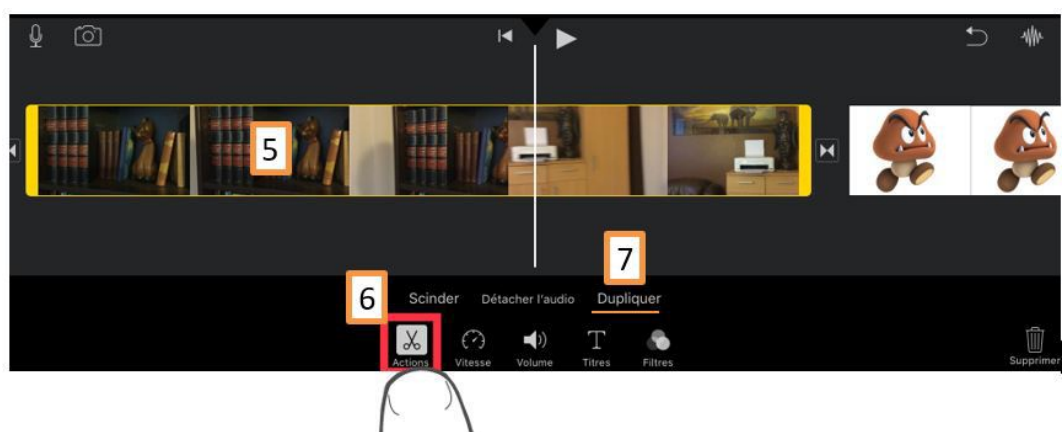 5
7
6
Scinder Détacher l'audio Dupliquer
Actions Vitesse Volume Titres Filtres Supprimer